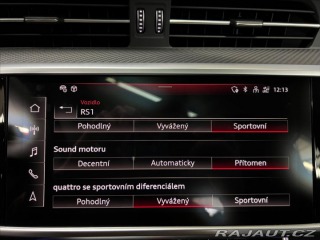 12:13
Vozidlo
RS1
Pohodlný Vyvážený Sportovní
Sound motoru
Decentní Automaticky Přítomen
quattro se sportovním diferenciálem
Pohodlný Vyvážený Sportovní
RAJAUT.CZ